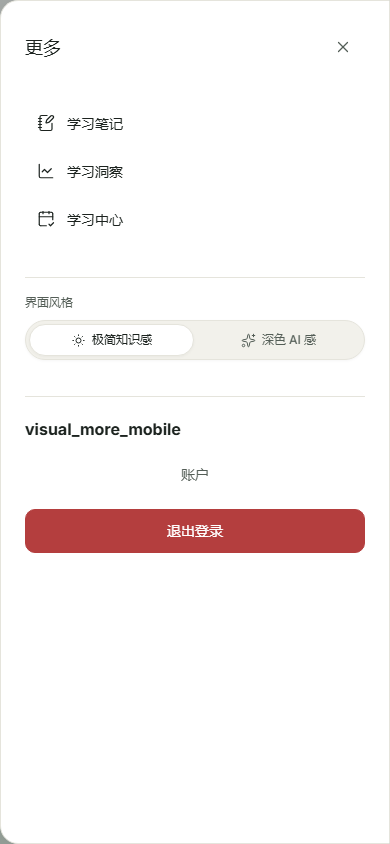 更多
学习笔记
学习洞察
学习中心
界面风格
极简知识感
深色 AI 感
visual_more_mobile
账户
退出登录